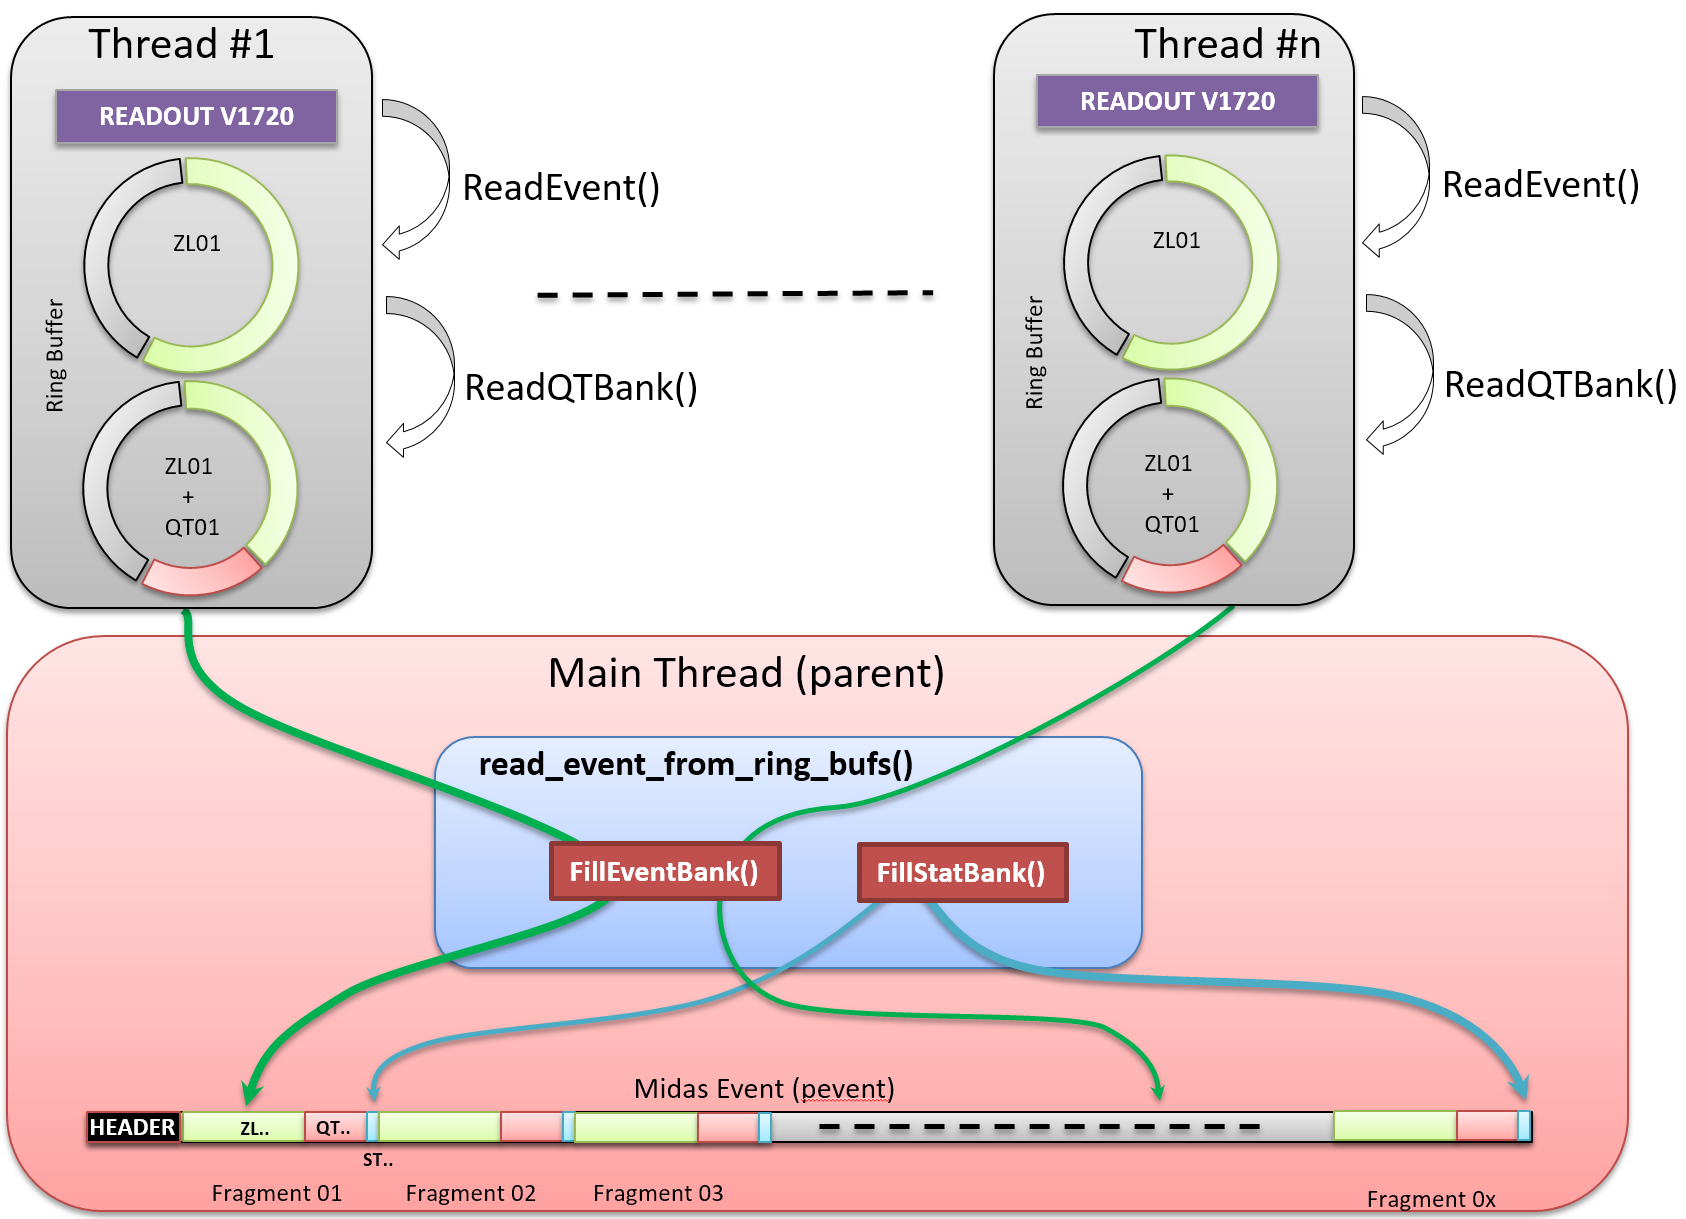 Thread #1
READOUT V1720
ZL01
Ring Buffer
ZL01
+
QT01
ReadEvent()
ReadQTBank()
Thread #n
READOUT V1720
ZL01
Ring Buffer
ZL01
+
QT01
ReadEvent()
ReadQTBank()
Main Thread (parent)
read_event_from_ring_bufs()
FillEventBank()
FillStatBank()
Midas Event (pevent)
HEADER
ZL..
QT..
ST..
Fragment 01
Fragment 02
Fragment 03
Fragment 0x